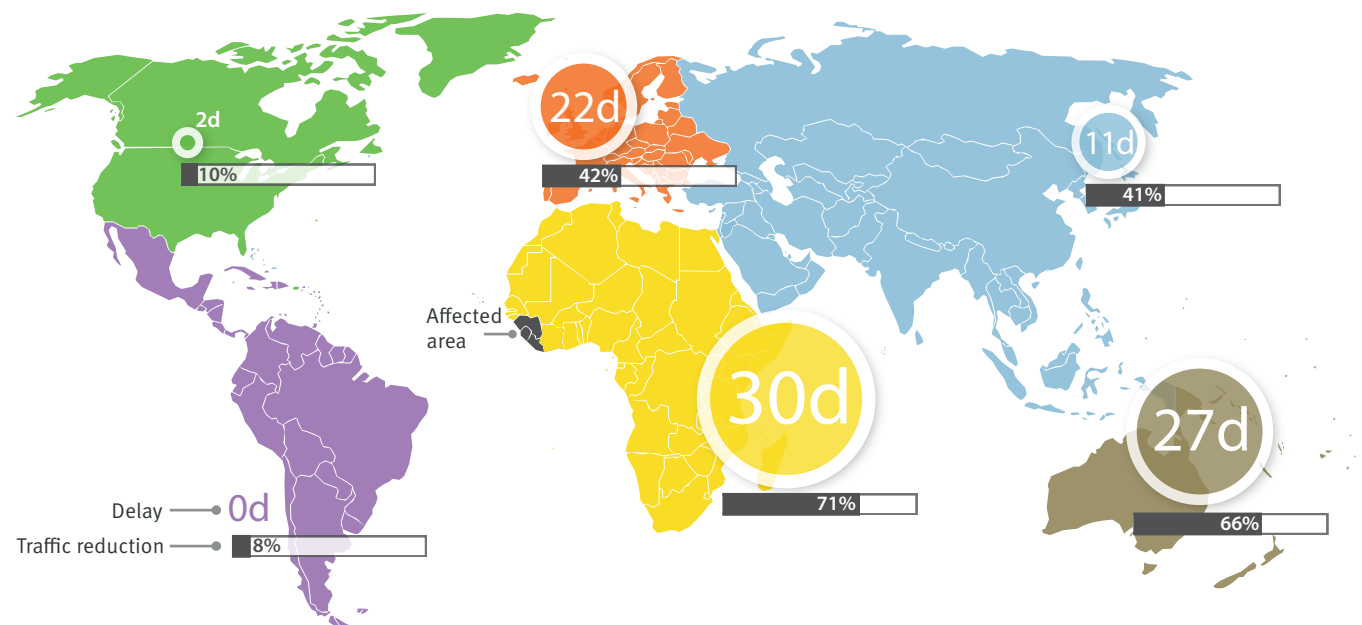 2d
10%
22d
42%
11d
41%
Affected
area
30d
71%
27d
66%
Delay
0d
Traffic reduction
8%